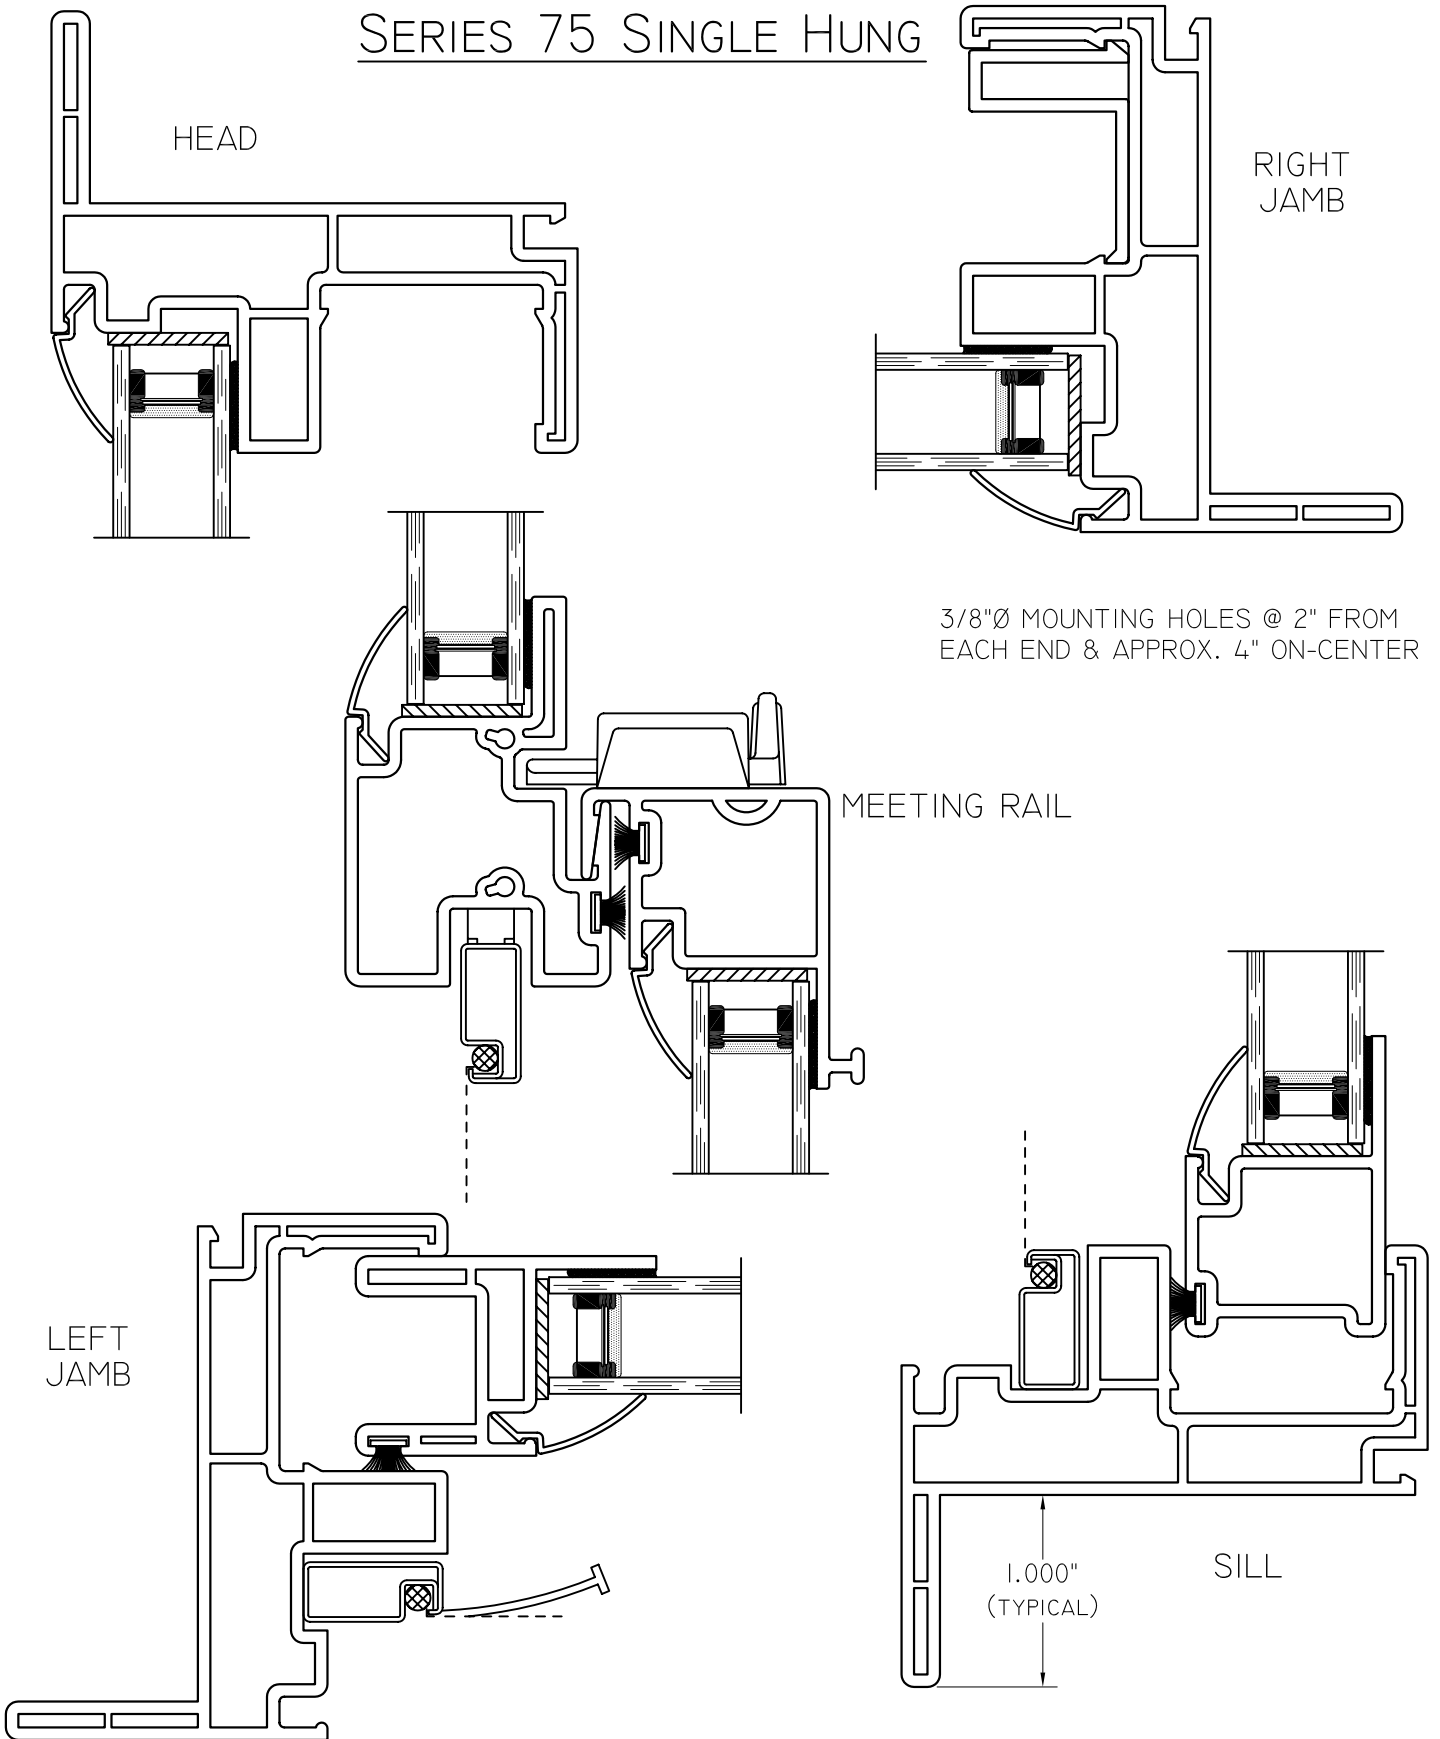 SERIES 75 SINGLE HUNG
HEAD
RIGHT
JAMB
3/8"Ø MOUNTING HOLES @ 2" FROM
EACH END & APPROX. 4" ON-CENTER
MEETING RAIL
LEFT
JAMB
1.000"
(TYPICAL)
SILL